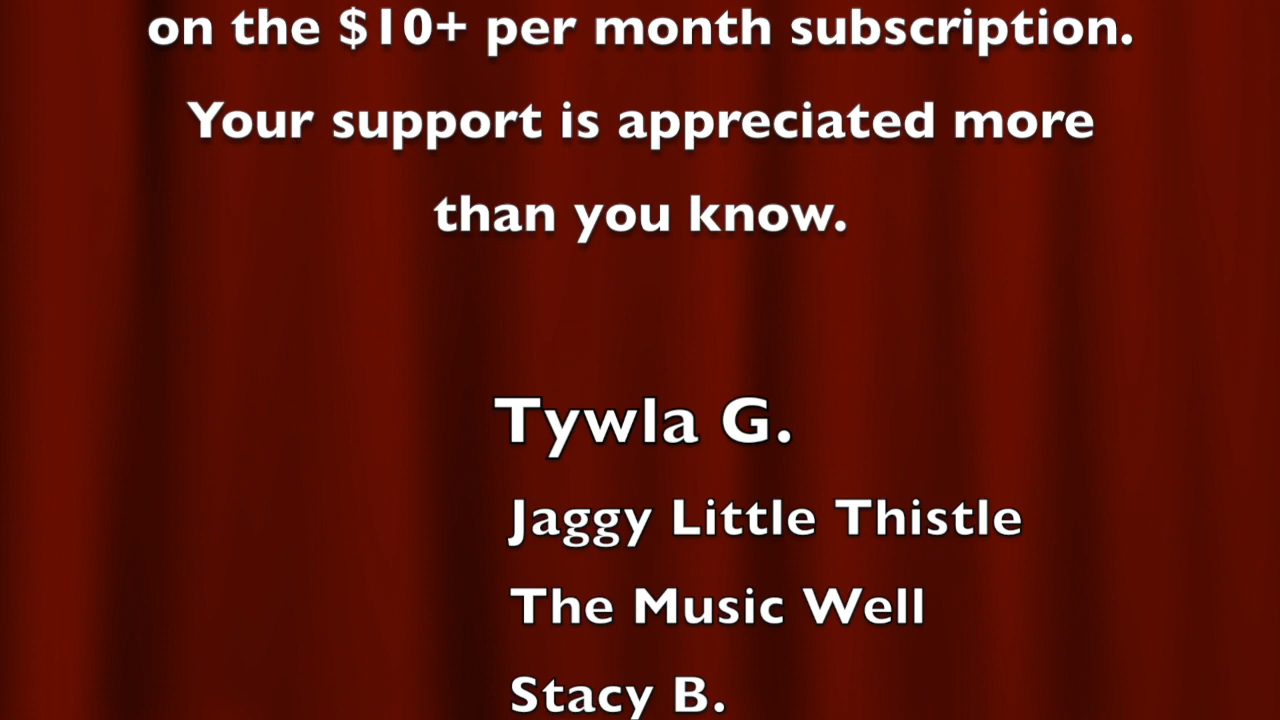 on the $10+ per month subscription.
Your support is appreciated more
than you know.
Tywla G.
Jaggy Little Thistle
The Music Well
Stacy B.